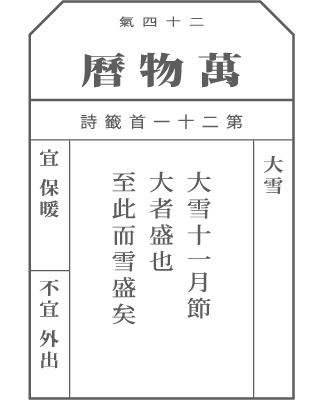 二十四氣
萬物曆
第二十一首籤詩
大雪
大雪十一月節
大者盛也
至此而雪盛矣
宜 保暖
不宜 外出